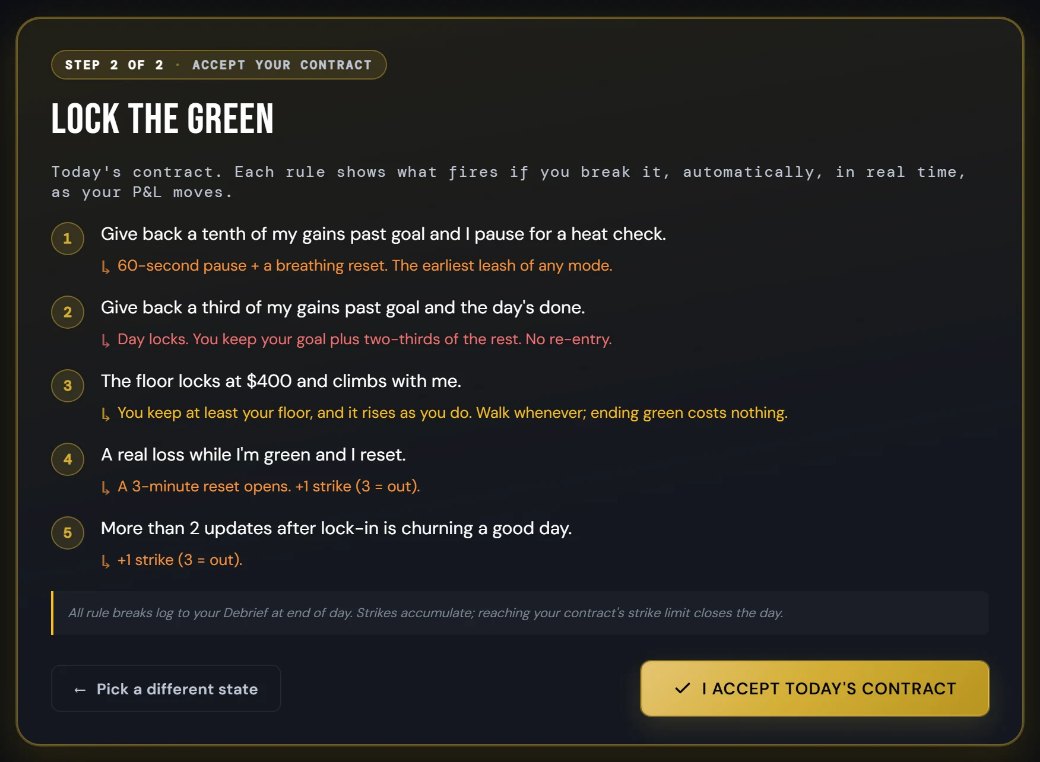 STEP 2 OF 2 · ACCEPT YOUR CONTRACT
LOCK THE GREEN
Today's contract. Each rule shows what fires if you break it, automatically, in real time,
as your P&L moves.
1 Give back a tenth of my gains past goal and I pause for a heat check.
↳ 60-second pause + a breathing reset. The earliest leash of any mode.
2 Give back a third of my gains past goal and the day's done.
↳ Day locks. You keep your goal plus two-thirds of the rest. No re-entry.
3 The floor locks at $400 and climbs with me.
↳ You keep at least your floor, and it rises as you do. Walk whenever; ending green costs nothing.
4 A real loss while I'm green and I reset.
↳ A 3-minute reset opens. +1 strike (3 = out).
5 More than 2 updates after lock-in is churning a good day.
↳ +1 strike (3 = out).
All rule breaks log to your Debrief at end of day. Strikes accumulate; reaching your contract's strike limit closes the day.
← Pick a different state
✓ I ACCEPT TODAY'S CONTRACT